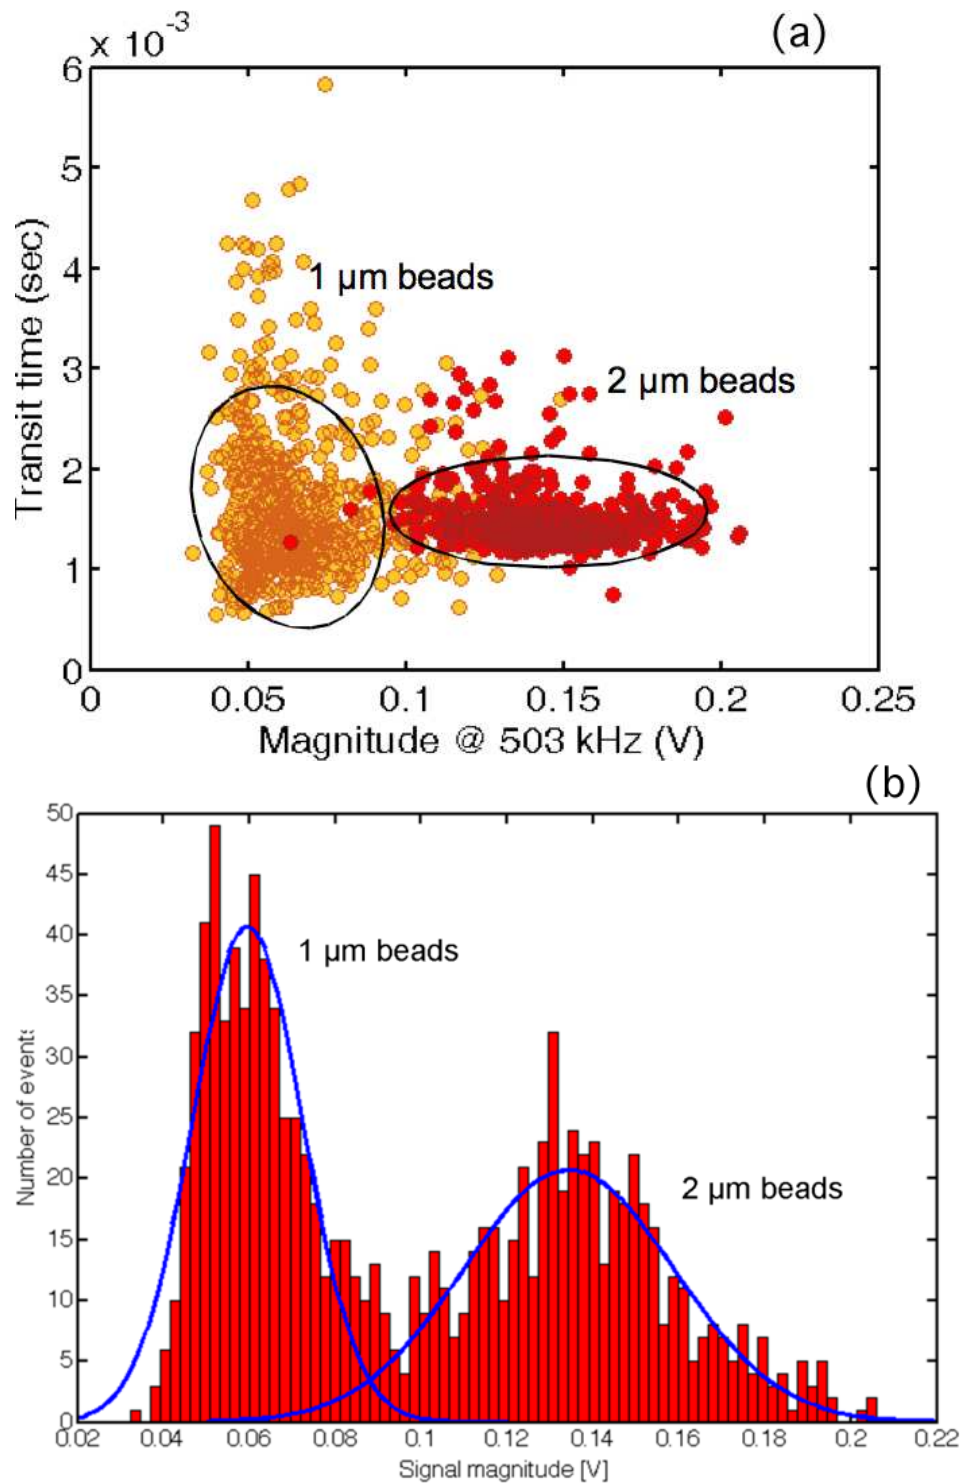 (a)
x 10-3
6
5
4
3
2
1
0
Transit time (sec)
1 µm beads
2 µm beads
0 0.05 0.1 0.15 0.2 0.25
Magnitude @ 503 kHz (V)
(b)
50
45
40
35
30
25
20
15
10
5
0
Number of events
1 µm beads
2 µm beads
0.02 0.04 0.06 0.08 0.1 0.12 0.14 0.16 0.18 0.2 0.22
Signal magnitude [V]